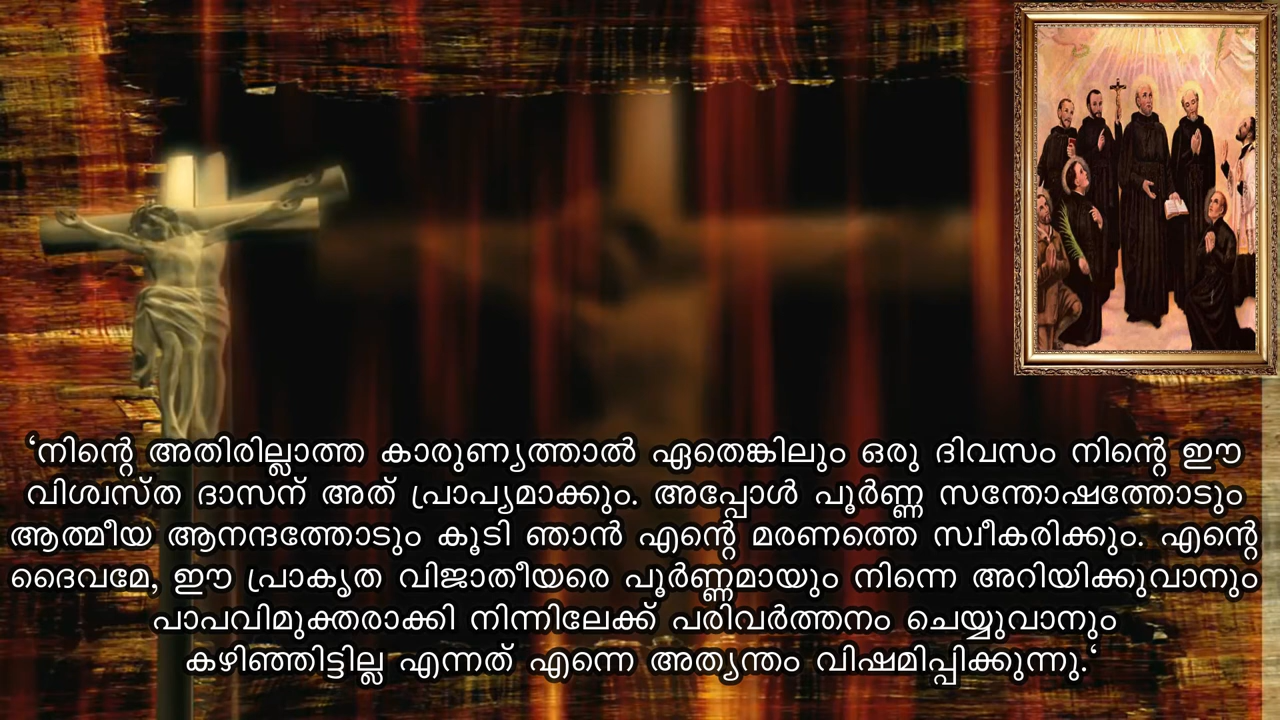 ‘നിന്റെ അതിരില്ലാത്ത കാരുണ്യത്താൽ ഏതെങ്കിലും ഒരു ദിവസം നിന്റെ ഈ
വിശ്വസ്ത ദാസന് അത് പ്രാപ്യമാക്കും. അപ്പോൾ പൂർണ്ണ സന്തോഷത്തോടും
ആത്മീയ ആനന്ദത്തോടും കൂടി ഞാൻ എന്റെ മരണത്തെ സ്വീകരിക്കും. എന്റെ
ദൈവമേ, ഈ പ്രാകൃത വിജാതീയരെ പൂർണ്ണമായും നിന്നെ അറിയിക്കുവാനും
പാപവിമുക്തരാക്കി നിന്നിലേക്ക് പരിവർത്തനം ചെയ്യുവാനും
കഴിഞ്ഞിട്ടില്ല എന്നത് എന്നെ അത്യന്തം വിഷമിപ്പിക്കുന്നു.‘